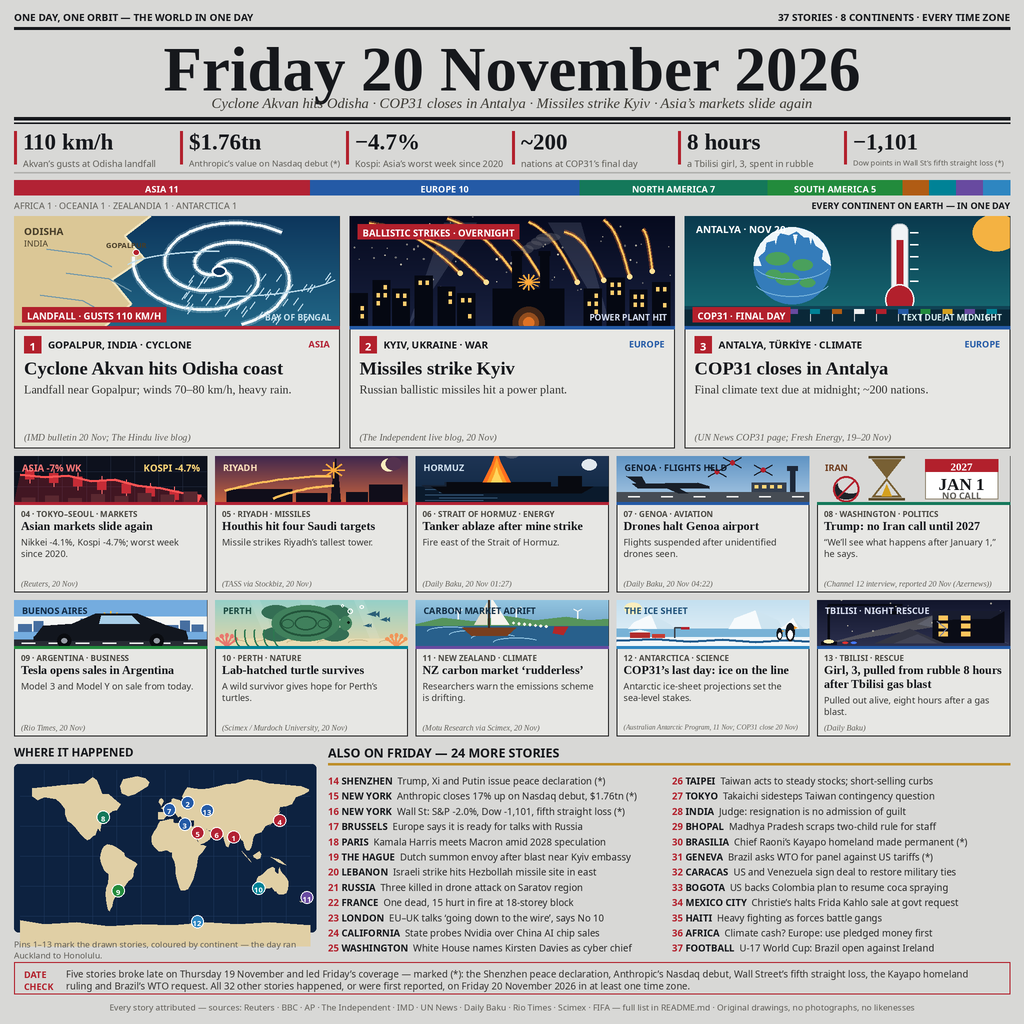 ONE DAY, ONE ORBIT — THE WORLD IN ONE DAY
37 STORIES · 8 CONTINENTS · EVERY TIME ZONE
Friday 20 November 2026
Cyclone Akvan hits Odisha · COP31 closes in Antalya · Missiles strike Kyiv · Asia’s markets slide again
110 km/h
Akvan’s gusts at Odisha landfall
$1.76tn
Anthropic’s value on Nasdaq debut (*)
−4.7%
Kospi: Asia’s worst week since 2020
~200
nations at COP31’s final day
8 hours
a Tbilisi girl, 3, spent in rubble
−1,101
Dow points in Wall St’s fifth straight loss (*)
ASIA 11
EUROPE 10
NORTH AMERICA 7
SOUTH AMERICA 5
AFRICA 1 · OCEANIA 1 · ZEALANDIA 1 · ANTARCTICA 1
EVERY CONTINENT ON EARTH — IN ONE DAY
ODISHA
INDIA
GOPALPUR
LANDFALL · GUSTS 110 KM/H
BAY OF BENGAL
1 GOPALPUR, INDIA · CYCLONE
ASIA
Cyclone Akvan hits Odisha coast
Landfall near Gopalpur; winds 70–80 km/h, heavy rain.
(IMD bulletin 20 Nov; The Hindu live blog)
BALLISTIC STRIKES · OVERNIGHT
POWER PLANT HIT
2 KYIV, UKRAINE · WAR
EUROPE
Missiles strike Kyiv
Russian ballistic missiles hit a power plant.
(The Independent live blog, 20 Nov)
ANTALYA · NOV 20
COP31 · FINAL DAY
TEXT DUE AT MIDNIGHT
3 ANTALYA, TÜRKİYE · CLIMATE
EUROPE
COP31 closes in Antalya
Final climate text due at midnight; ~200 nations.
(UN News COP31 page; Fresh Energy, 19–20 Nov)
ASIA -7% WK
KOSPI -4.7%
04 · TOKYO–SEOUL · MARKETS
Asian markets slide again
Nikkei -4.1%, Kospi -4.7%; worst week
since 2020.
(Reuters, 20 Nov)
RIYADH
05 · RIYADH · MISSILES
Houthis hit four Saudi targets
Missile strikes Riyadh’s tallest tower.
(TASS via Stockbiz, 20 Nov)
HORMUZ
06 · STRAIT OF HORMUZ · ENERGY
Tanker ablaze after mine strike
Fire east of the Strait of Hormuz.
(Daily Baku, 20 Nov 01:27)
GENOA · FLIGHTS HELD
07 · GENOA · AVIATION
Drones halt Genoa airport
Flights suspended after unidentified
drones seen.
(Daily Baku, 20 Nov 04:22)
IRAN
2027
JAN 1
NO CALL
08 · WASHINGTON · POLITICS
Trump: no Iran call until 2027
“We’ll see what happens after January 1,”
he says.
(Channel 12 interview, reported 20 Nov (Azernews))
BUENOS AIRES
09 · ARGENTINA · BUSINESS
Tesla opens sales in Argentina
Model 3 and Model Y on sale from today.
(Rio Times, 20 Nov)
PERTH
10 · PERTH · NATURE
Lab-hatched turtle survives
A wild survivor gives hope for Perth’s
turtles.
(Scimex / Murdoch University, 20 Nov)
CARBON MARKET ADRIFT
11 · NEW ZEALAND · CLIMATE
NZ carbon market ‘rudderless’
Researchers warn the emissions scheme
is drifting.
(Motu Research via Scimex, 20 Nov)
THE ICE SHEET
12 · ANTARCTICA · SCIENCE
COP31’s last day: ice on the line
Antarctic ice-sheet projections set the
sea-level stakes.
(Australian Antarctic Program, 11 Nov, COP31 close 20 Nov)
TBILISI · NIGHT RESCUE
13 · TBILISI · RESCUE
Girl, 3, pulled from rubble 8 hours
after Tbilisi gas blast
Pulled out alive, eight hours after a gas
blast.
(Daily Baku)
WHERE IT HAPPENED
8
7
2
13
3
5
6
1
4
9
10
11
12
Pins 1–13 mark the drawn stories, coloured by continent — the day ran
Auckland to Honolulu.
ALSO ON FRIDAY — 24 MORE STORIES
14 SHENZHEN Trump, Xi and Putin issue peace declaration (*)
15 NEW YORK Anthropic closes 17% up on Nasdaq debut, $1.76tn (*)
16 NEW YORK Wall St: S&P -2.0%, Dow -1,101, fifth straight loss (*)
17 BRUSSELS Europe says it is ready for talks with Russia
18 PARIS Kamala Harris meets Macron amid 2028 speculation
19 THE HAGUE Dutch summon envoy after blast near Kyiv embassy
20 LEBANON Israeli strike hits Hezbollah missile site in east
21 RUSSIA Three killed in drone attack on Saratov region
22 FRANCE One dead, 15 hurt in fire at 18-storey block
23 LONDON EU–UK talks ‘going down to the wire’, says No 10
24 CALIFORNIA State probes Nvidia over China AI chip sales
25 WASHINGTON White House names Kirsten Davies as cyber chief
26 TAIPEI Taiwan acts to steady stocks; short-selling curbs
27 TOKYO Takaichi sidesteps Taiwan contingency question
28 INDIA Judge: resignation is no admission of guilt
29 BHOPAL Madhya Pradesh scraps two-child rule for staff
30 BRASILIA Chief Raoni’s Kayapo homeland made permanent (*)
31 GENEVA Brazil asks WTO for panel against US tariffs (*)
32 CARACAS US and Venezuela sign deal to restore military ties
33 BOGOTA US backs Colombia plan to resume coca spraying
34 MEXICO CITY Christie’s halts Frida Kahlo sale at govt request
35 HAITI Heavy fighting as forces battle gangs
36 AFRICA Climate cash? Europe: use pledged money first
37 FOOTBALL U-17 World Cup: Brazil open against Ireland
DATE
CHECK
Five stories broke late on Thursday 19 November and led Friday’s coverage — marked (*): the Shenzhen peace declaration, Anthropic’s Nasdaq debut, Wall Street’s fifth straight loss, the Kayapo homeland
ruling and Brazil’s WTO request. All 32 other stories happened, or were first reported, on Friday 20 November 2026 in at least one time zone.
Every story attributed — sources: Reuters · BBC · AP · The Independent · IMD · UN News · Daily Baku · Rio Times · Scimex · FIFA — full list in README.md · Original drawings, no photographs, no likenesses